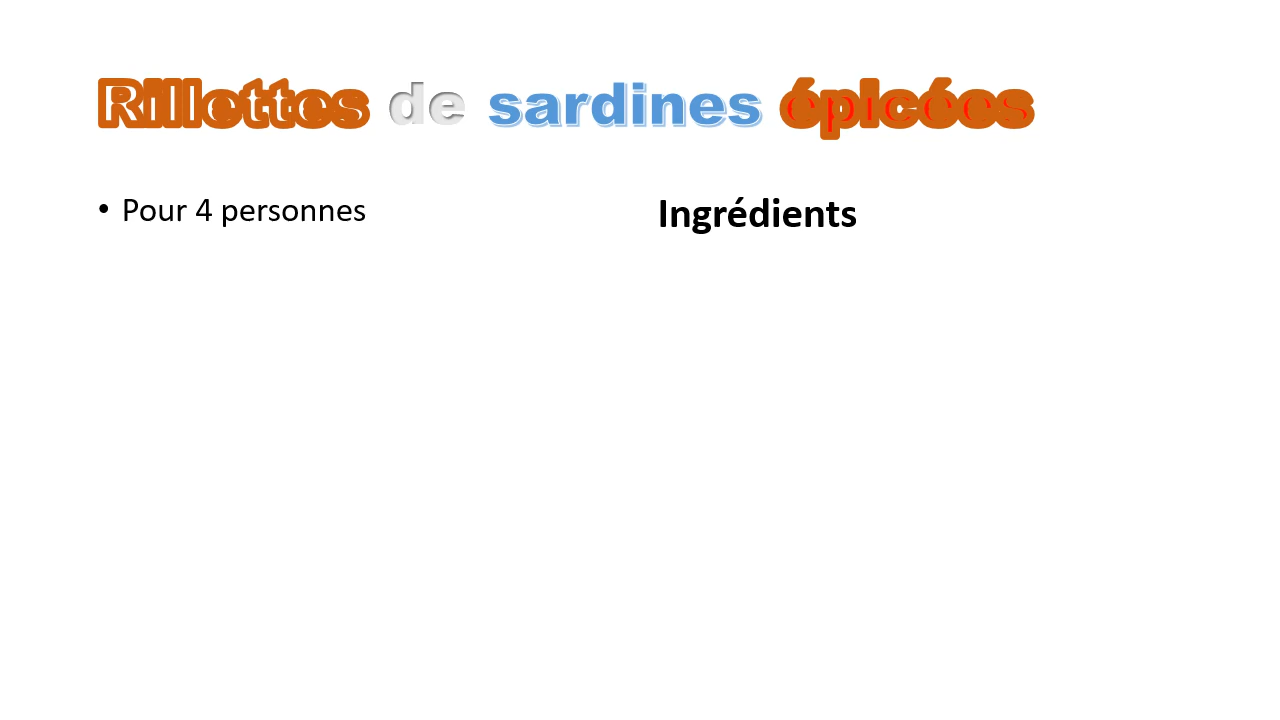 Rillettes de sardines épicées
• Pour 4 personnes
Ingrédients